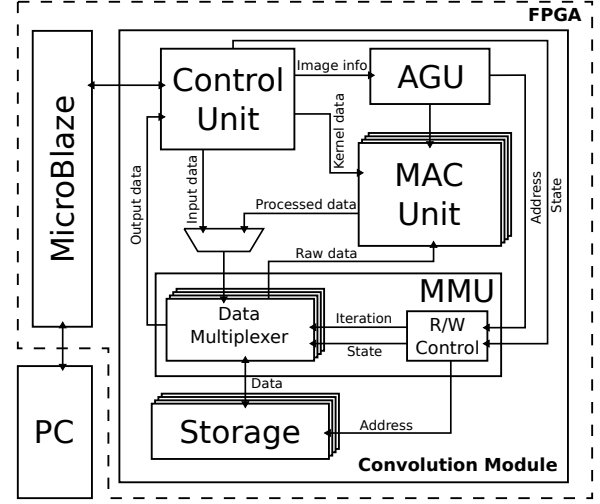 FPGA
MicroBlaze
Control
Unit
Image info
AGU
Kernel data
MAC
Unit
Address
State
Output data
Input data
Processed data
Raw data
MMU
Data
Multiplexer
Iteration
State
R/W
Control
Data
Storage
Address
PC
Convolution Module